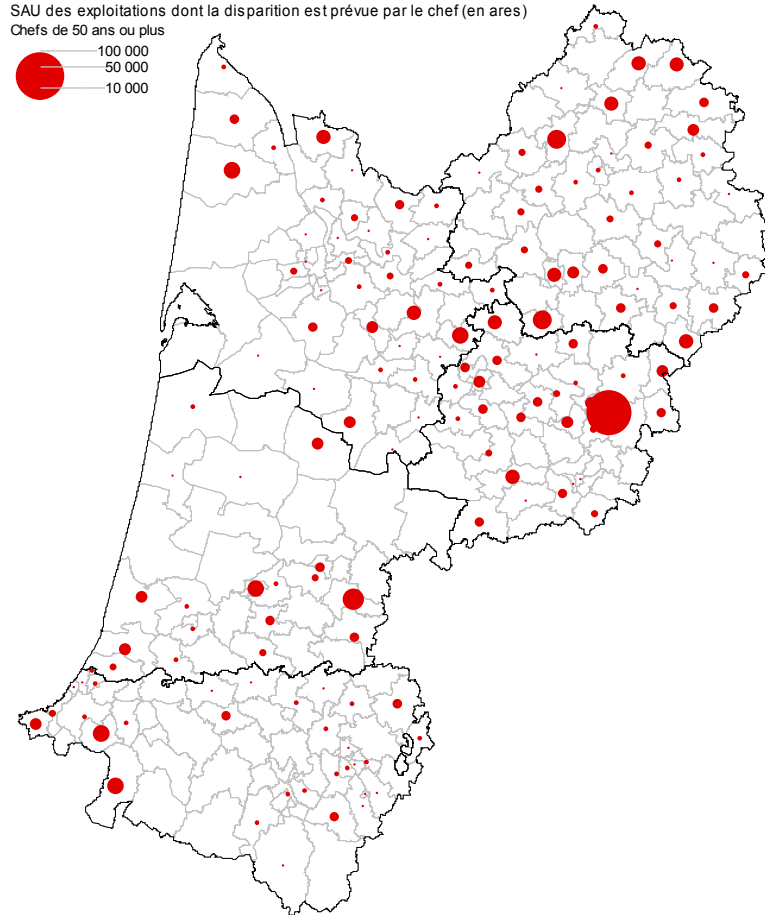 SAU des exploitations dont la disparition est prévue par le chef (en ares)
Chefs de 50 ans ou plus
100 000
50 000
10 000